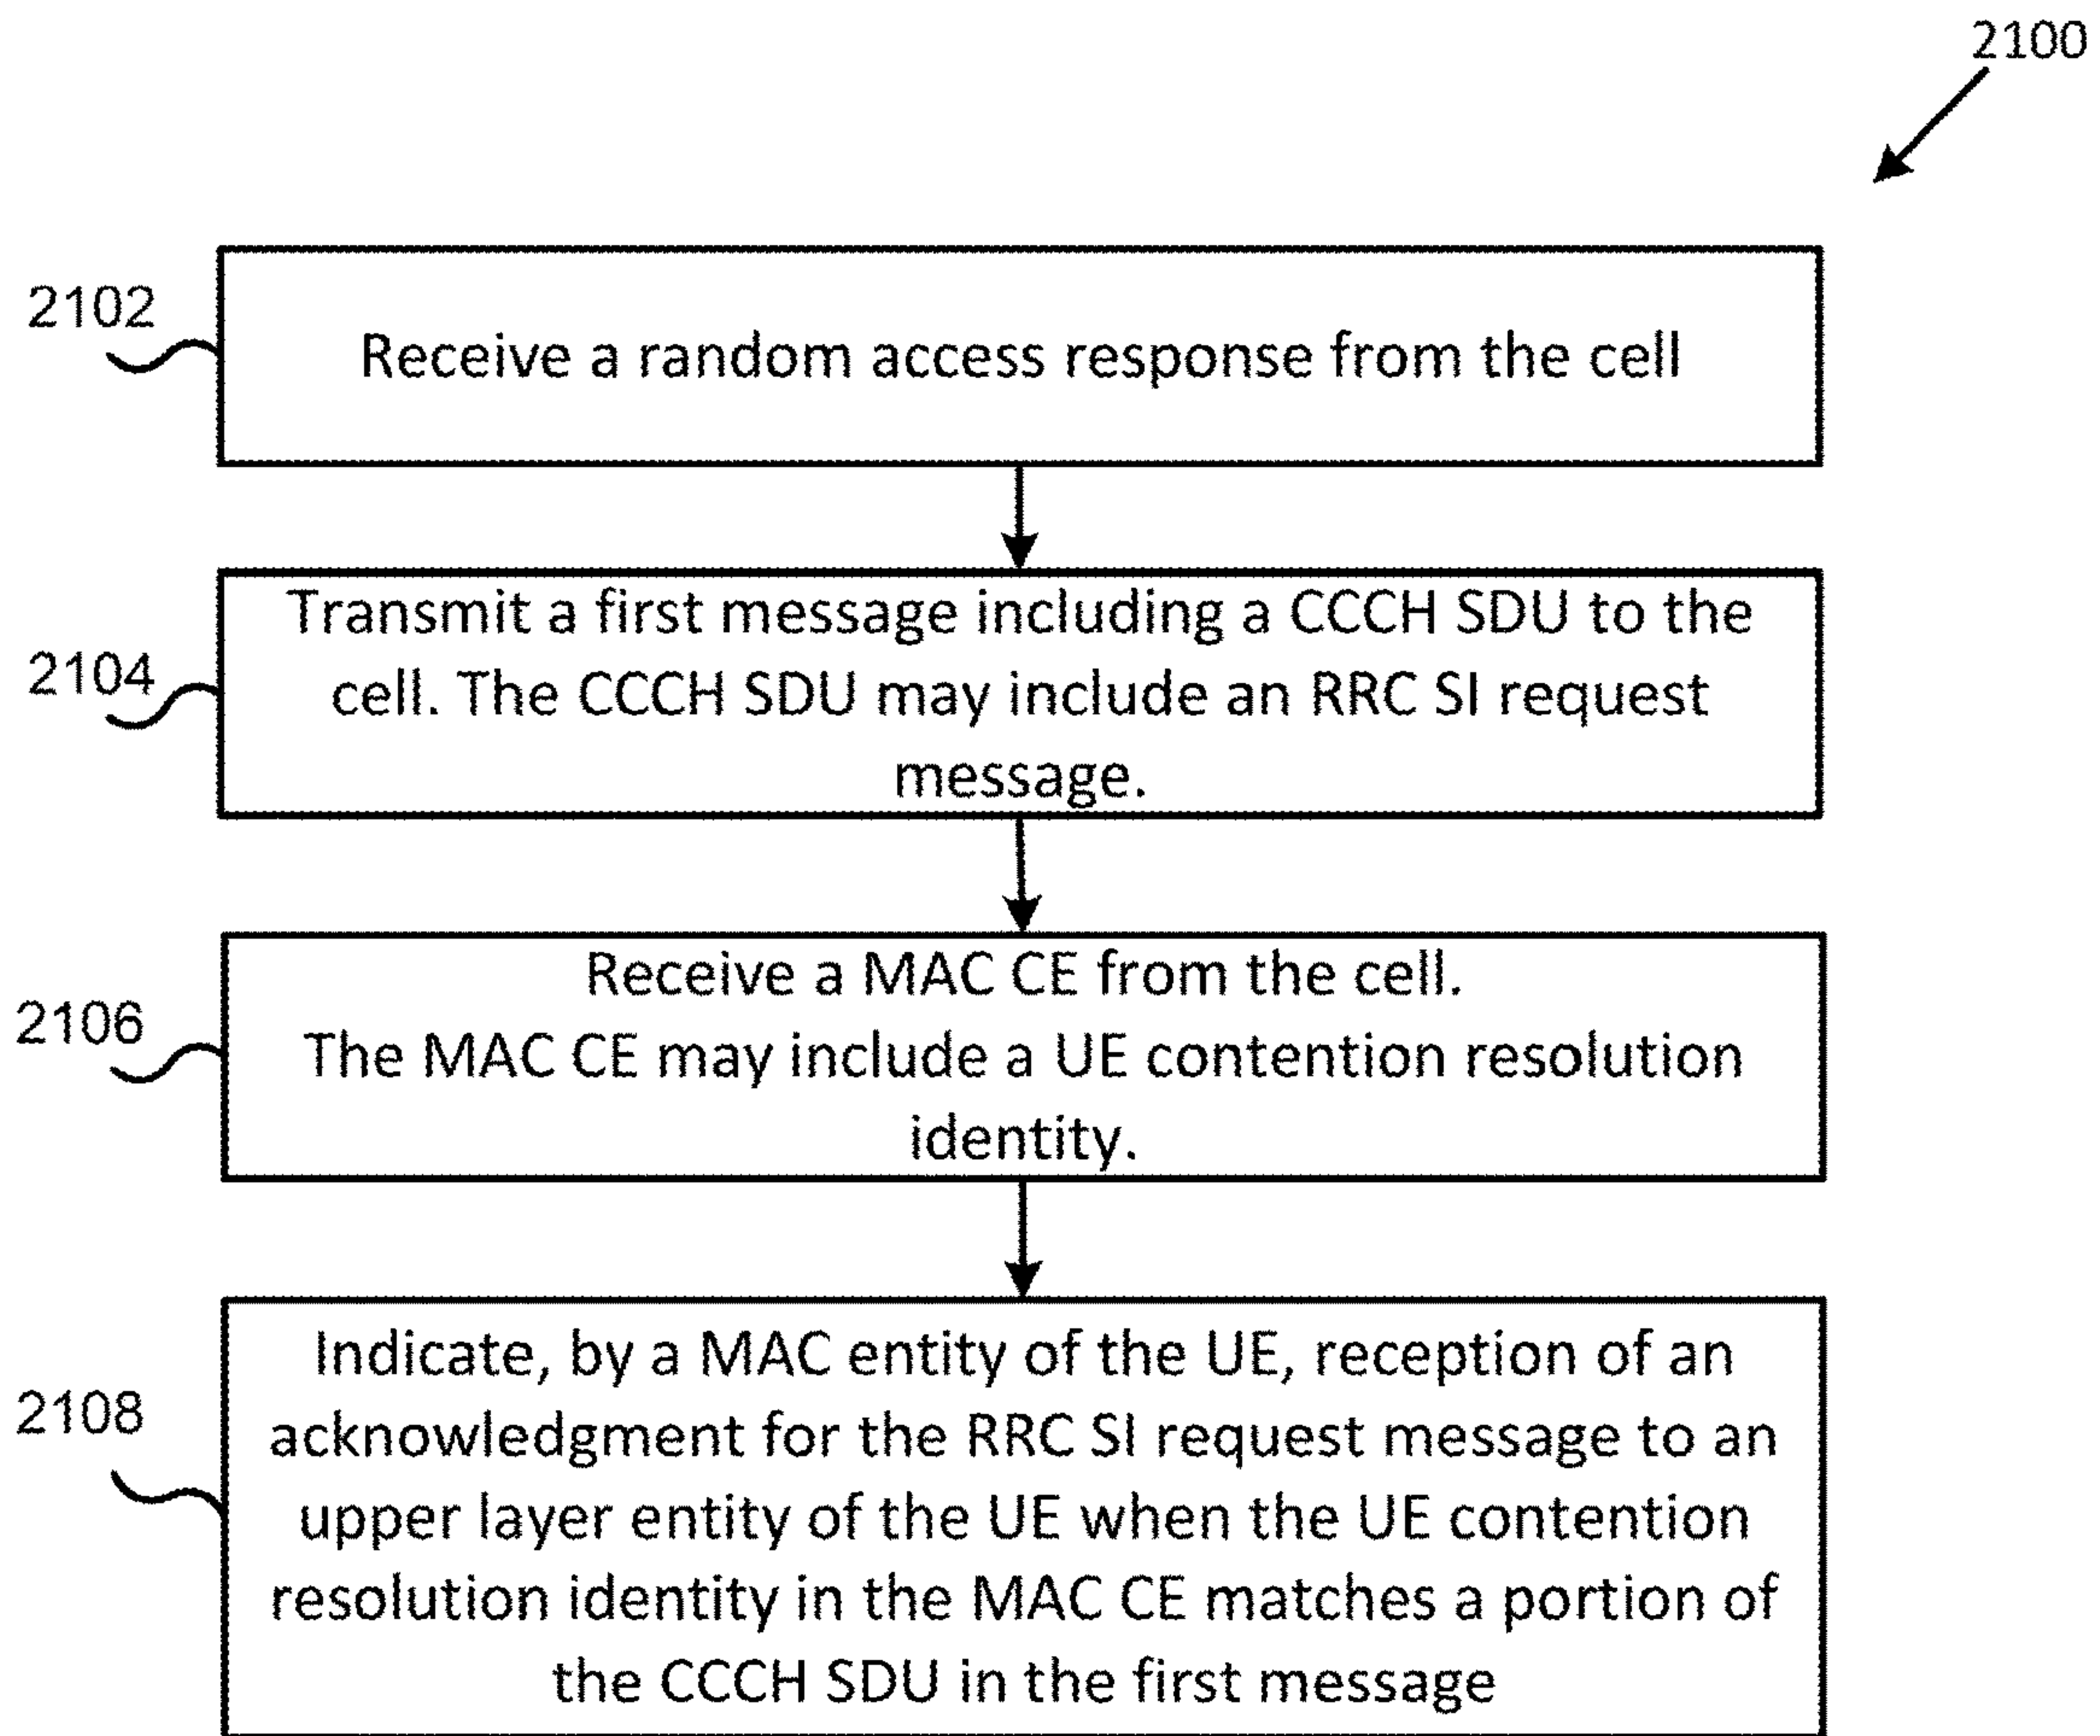 2100
2102
Receive a random access response from the cell
2104
Transmit a first message including a CCCH SDU to the
cell. The CCCH SDU may include an RRC SI request
message.
2106
Receive a MAC CE from the cell.
The MAC CE may include a UE contention resolution
identity.
2108
Indicate, by a MAC entity of the UE, reception of an
acknowledgment for the RRC SI request message to an
upper layer entity of the UE when the UE contention
resolution identity in the MAC CE matches a portion of
the CCCH SDU in the first message